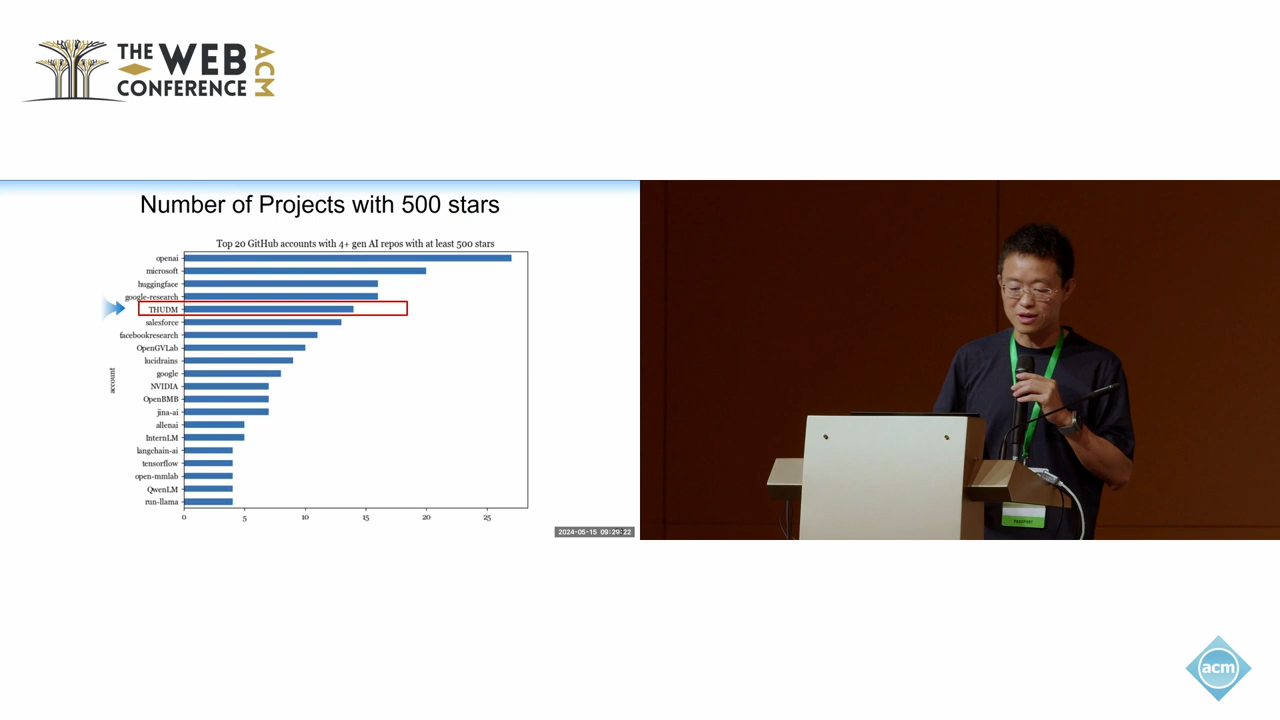 THE WEB
CONFERENCE
ACM
Number of Projects with 500 stars
Top 20 GitHub accounts with 4+ gen AI repos with at least 500 stars
account
openai
microsoft
huggingface
google-research
THUDM
salesforce
facebookresearch
OpenGVLab
lucidrains
google
NVIDIA
OpenBMB
jina-ai
allenai
InternLM
langchain-ai
tensorflow
open-mmlab
QwenLM
run-llama
0 5 10 15 20 25
2024-05-15 09:29:22
acm